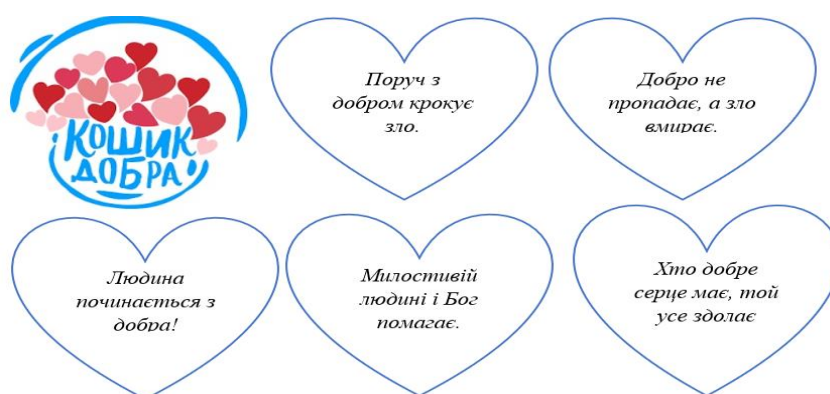 КОШИК
ДОБРА
Поруч з
добром крокує
зло.
Добро не
пропадає, а зло
вмирає.
Людина
починається з
добра!
Милостивій
людині і Бог
помагає.
Хто добре
серце має, той
усе здолає